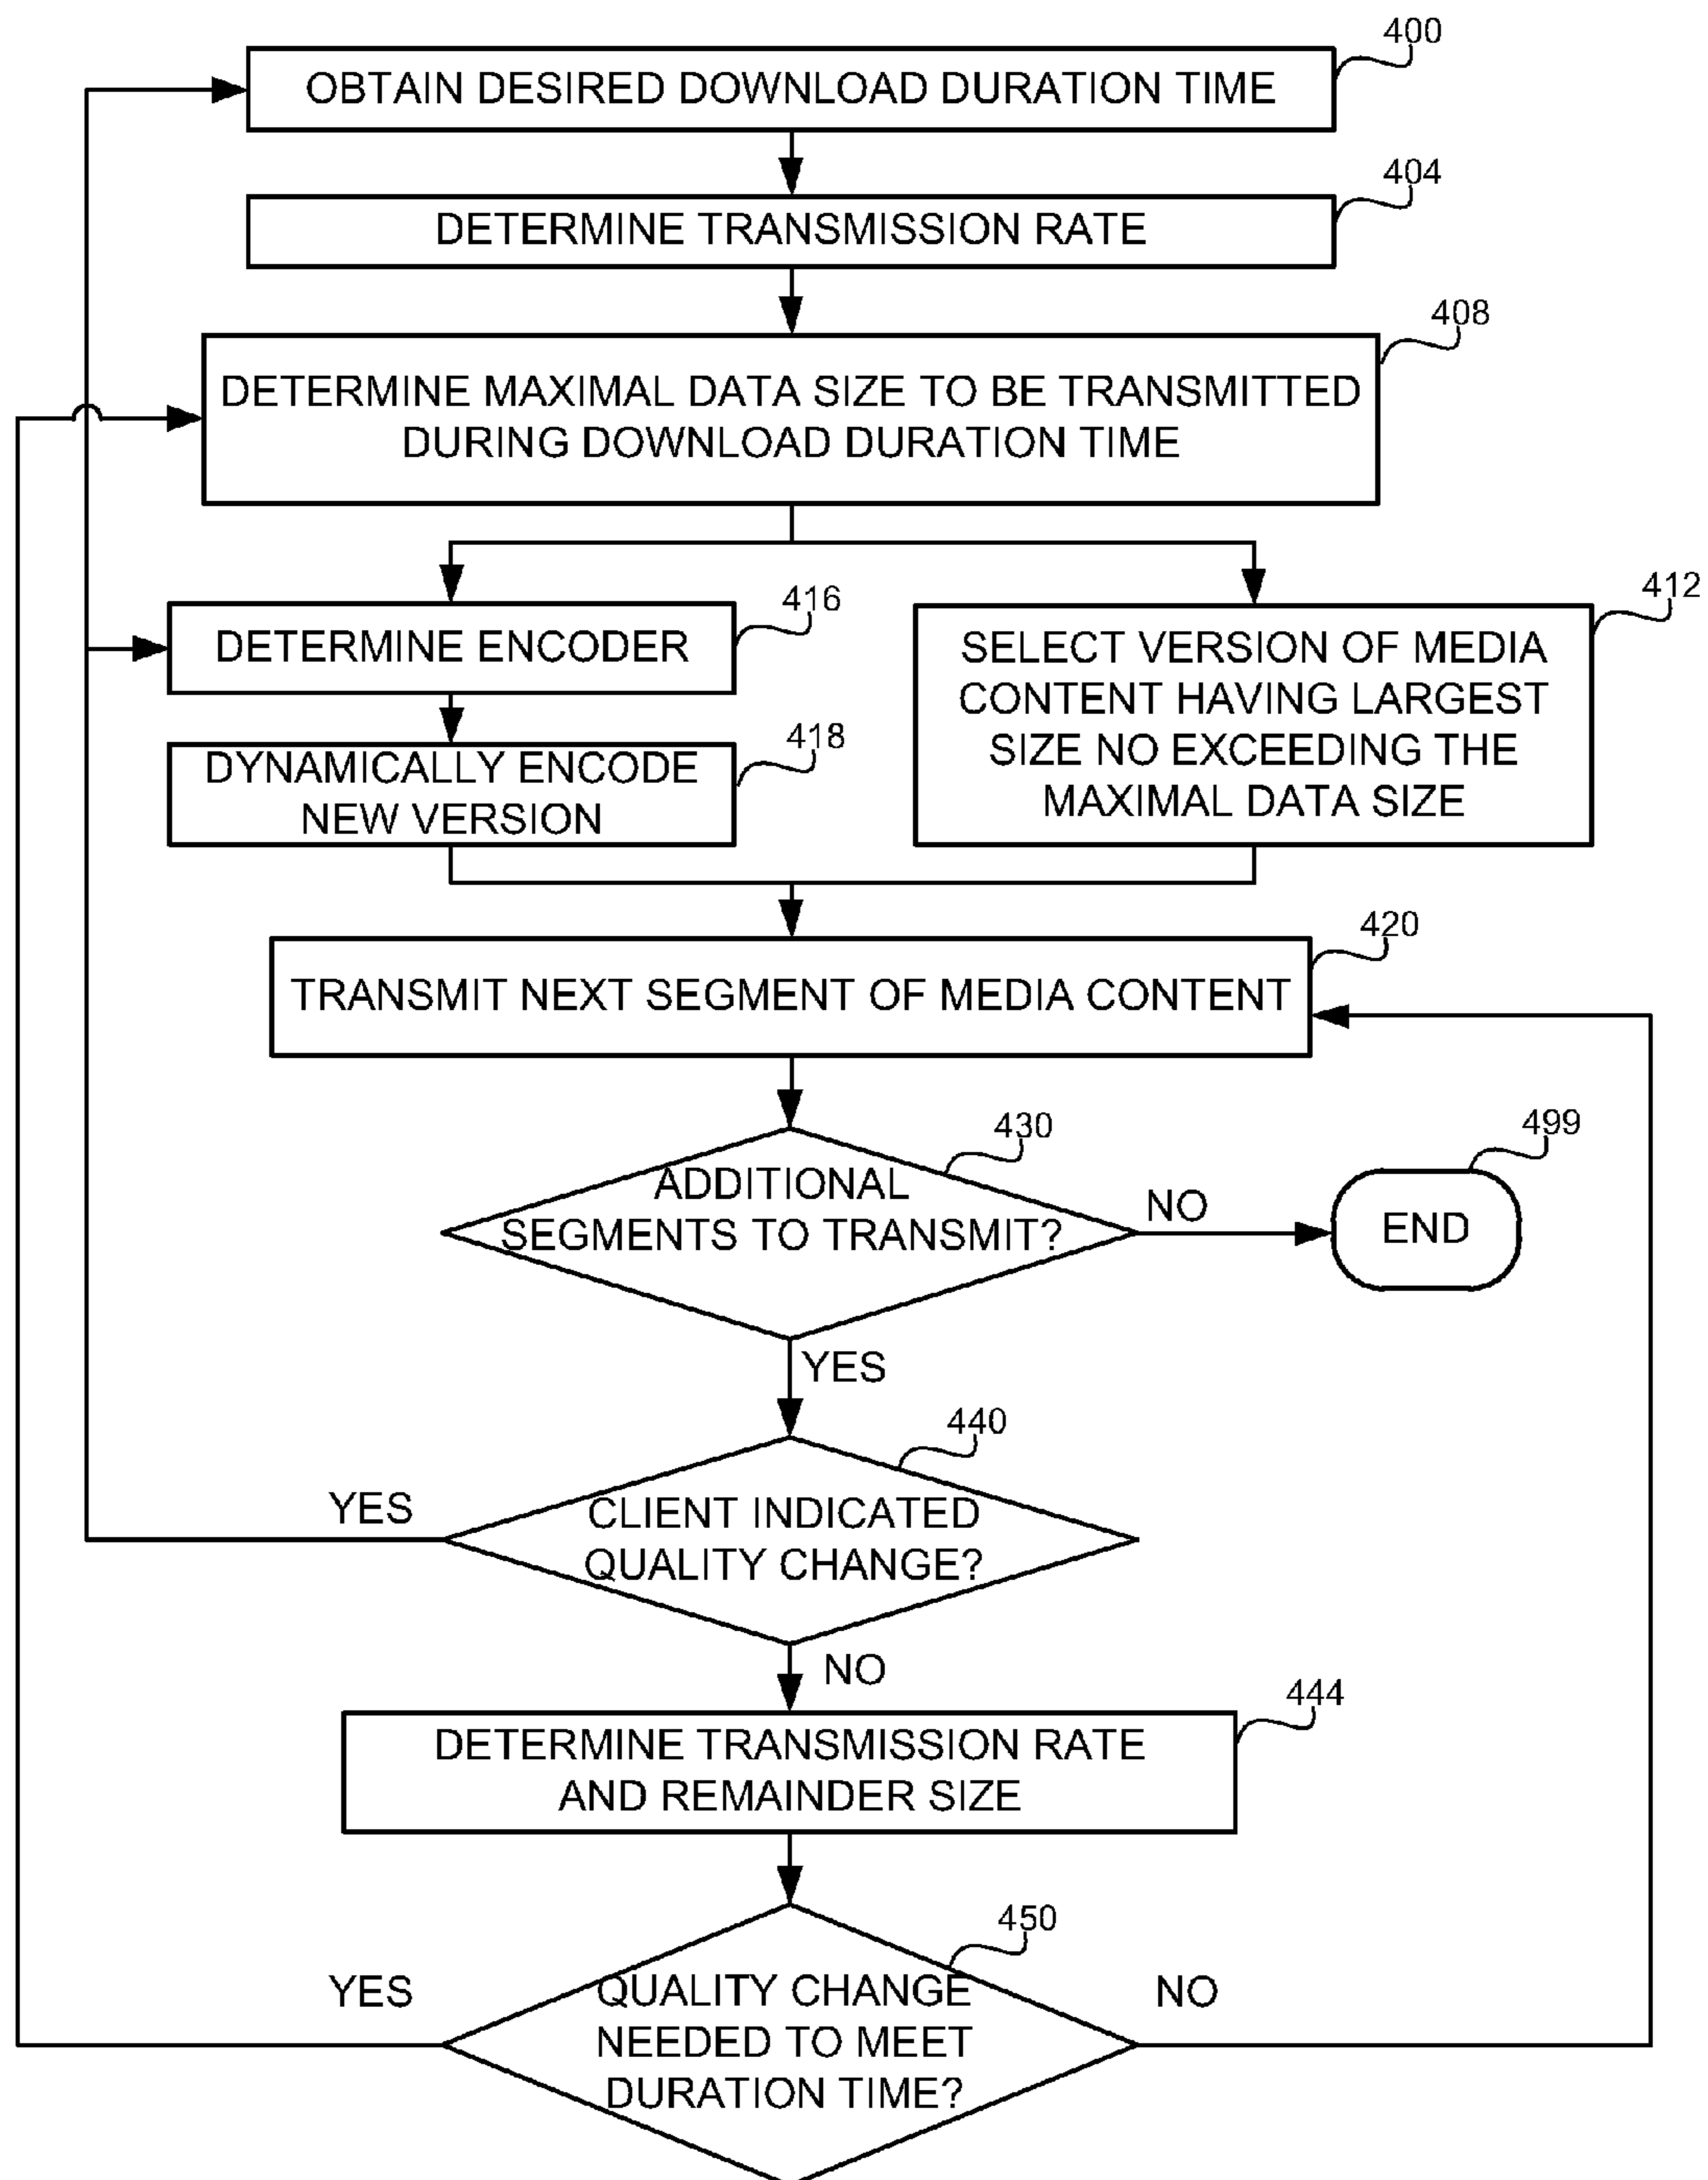 400
OBTAIN DESIRED DOWNLOAD DURATION TIME
404
DETERMINE TRANSMISSION RATE
408
DETERMINE MAXIMAL DATA SIZE TO BE TRANSMITTED
DURING DOWNLOAD DURATION TIME
416
DETERMINE ENCODER
412
SELECT VERSION OF MEDIA
CONTENT HAVING LARGEST
SIZE NO EXCEEDING THE
MAXIMAL DATA SIZE
418
DYNAMICALLY ENCODE
NEW VERSION
420
TRANSMIT NEXT SEGMENT OF MEDIA CONTENT
430
ADDITIONAL
SEGMENTS TO TRANSMIT?
NO
499
END
YES
440
CLIENT INDICATED
QUALITY CHANGE?
YES
NO
444
DETERMINE TRANSMISSION RATE
AND REMAINDER SIZE
450
QUALITY CHANGE
NEEDED TO MEET
DURATION TIME?
YES
NO